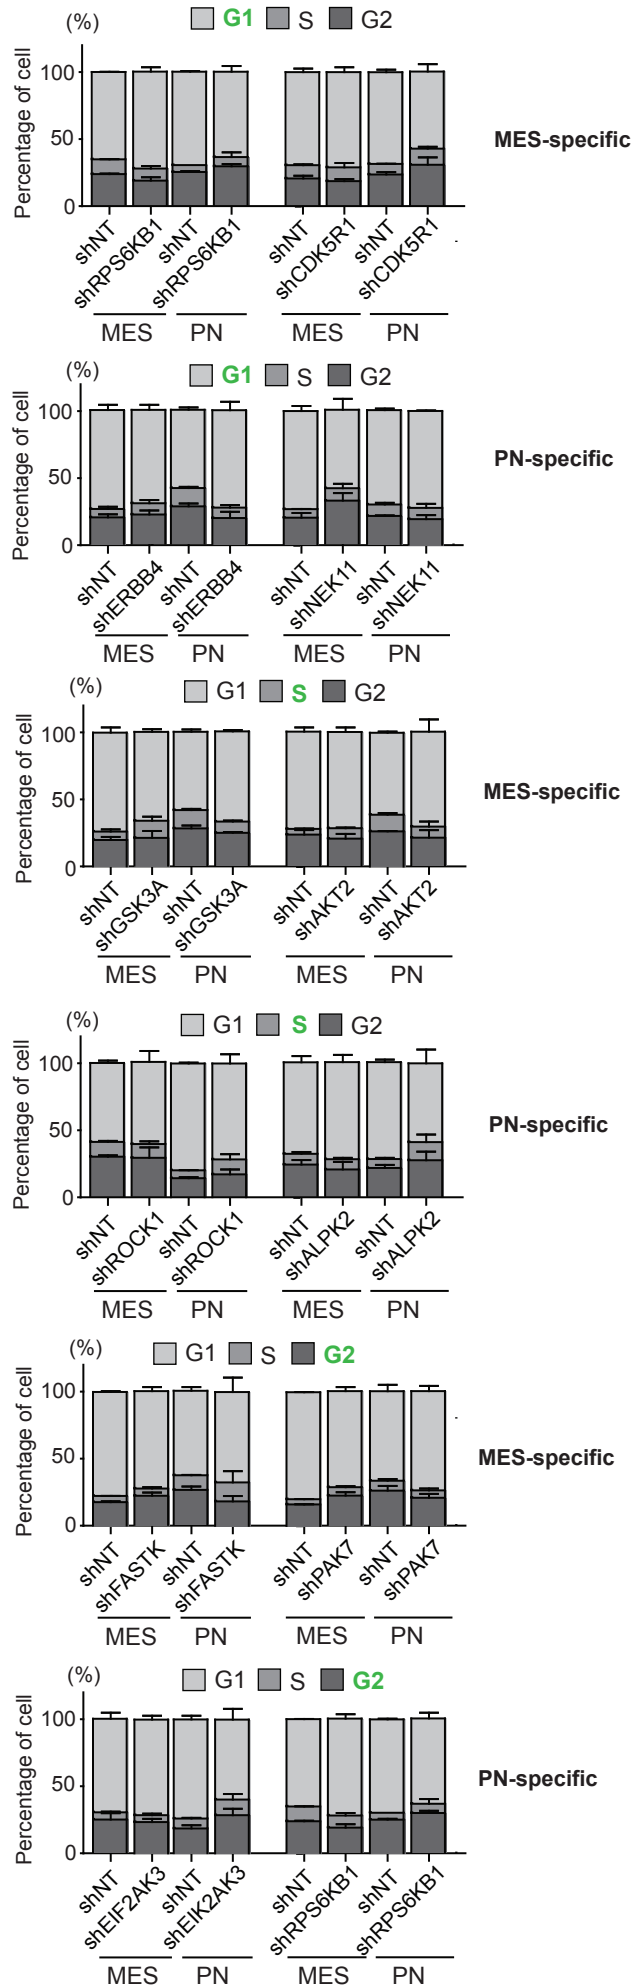 (%) G1 S G2
Percentage of cell
100
50
0
shNT shRPS6KB1 shNT shRPS6KB1 shNT shCDK5R1 shNT shCDK5R1
MES PN MES PN
MES-specific
(%) G1 S G2
100
50
0
shNT shERBB4 shNT shERBB4 shNT shNEK11 shNT shNEK11
MES PN MES PN
PN-specific
(%) G1 S G2
Percentage of cell
100
50
0
shNT shGSK3A shNT shGSK3A shNT shAKT2 shNT shAKT2
MES PN MES PN
MES-specific
(%) G1 S G2
Percentage of cell
100
50
0
shNT shROCK1 shNT shROCK1 shNT shALPK2 shNT shALPK2
MES PN MES PN
PN-specific
(%) G1 S G2
Percentage of cell
100
50
0
shNT shFASTK shNT shFASTK shNT shPAK7 shNT shPAK7
MES PN MES PN
MES-specific
(%) G1 S G2
Percentage of cell
100
50
0
shNT shEIF2AK3 shNT shEIK2AK3 shNT shRPS6KB1 shNT shRPS6KB1
MES PN MES PN
PN-specific